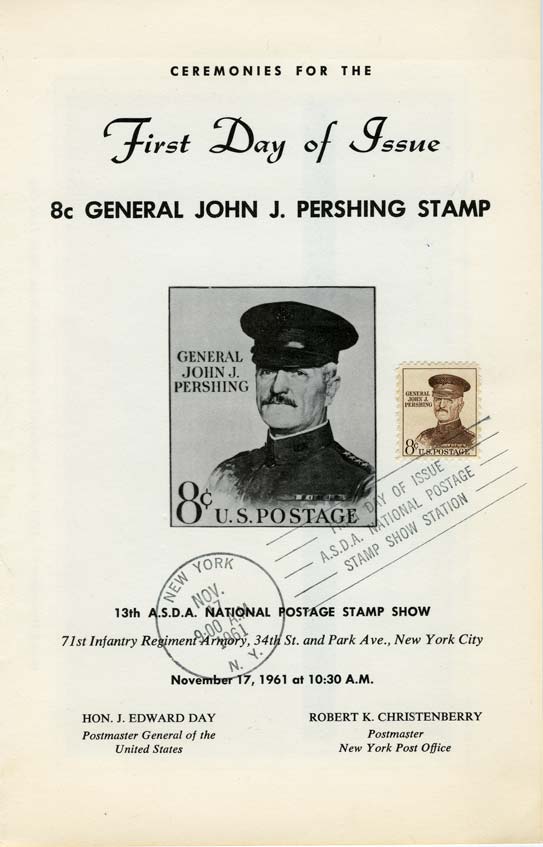 CEREMONIES FOR THE
First Day of Issue
8c GENERAL JOHN J. PERSHING STAMP
GENERAL
JOHN J.
PERSHING
8¢ U.S. POSTAGE
GENERAL
JOHN J.
PERSHING
8¢ U.S. POSTAGE
DAY OF ISSUE
A.S.D.A. NATIONAL POSTAGE
STAMP SHOW STATION
NEW YORK
NOV.
17
9:00 A.M.
1961
N. Y.
13th A.S.D.A. NATIONAL POSTAGE STAMP SHOW
71st Infantry Regiment Armory, 34th St. and Park Ave., New York City
November 17, 1961 at 10:30 A.M.
HON. J. EDWARD DAY
Postmaster General of the
United States
ROBERT K. CHRISTENBERRY
Postmaster
New York Post Office